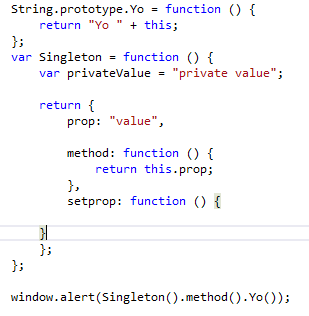 String.prototype.Yo = function () {
    return "Yo " + this;
};
var Singleton = function () {
    var privateValue = "private value";

    return {
        prop: "value",

        method: function () {
            return this.prop;
        },
        setprop: function () {

    }
    };
};

window.alert(Singleton().method().Yo());